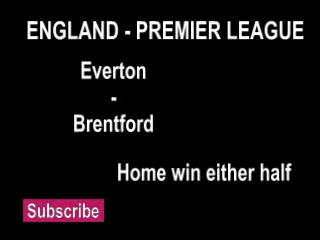 ENGLAND - PREMIER LEAGUE
Everton
-
Brentford
Home win either half
Subscribe